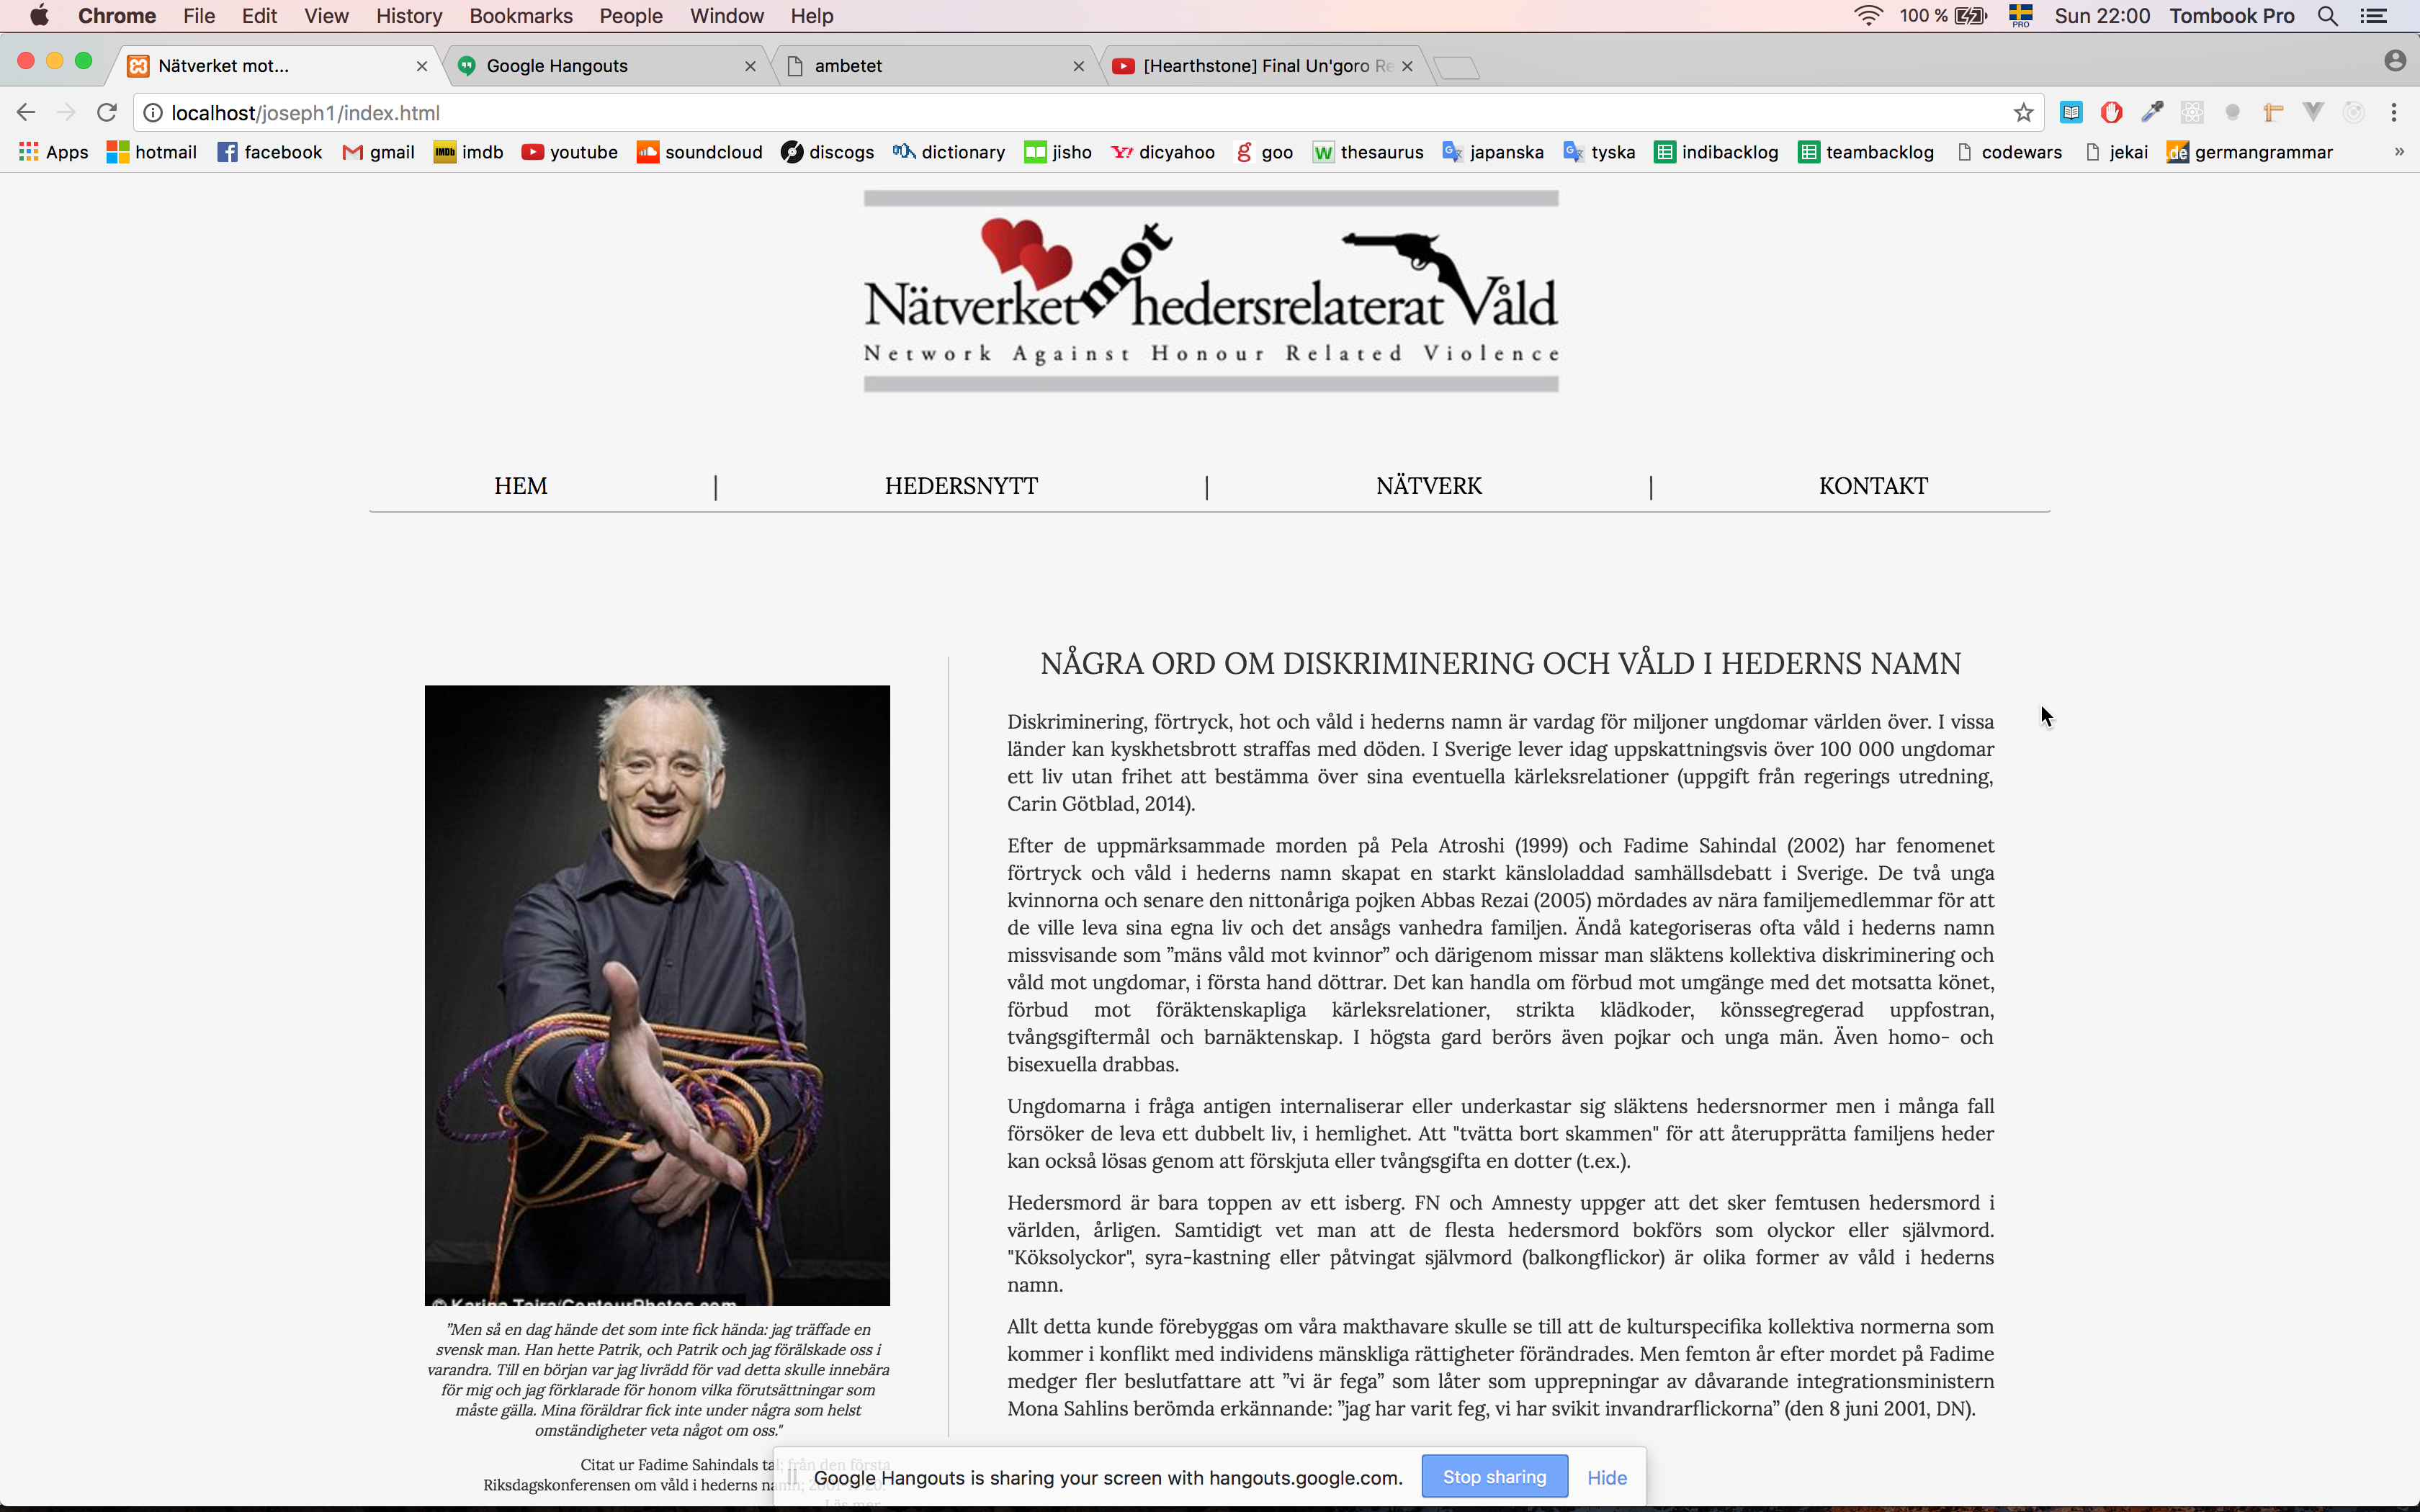 Chrome File Edit View History Bookmarks People Window Help 100 % PRO Sun 22:00 Tombook Pro
Nätverket mot... Google Hangouts ambetet [Hearthstone] Final Un'goro Re
localhost/joseph1/index.html
Apps hotmail facebook gmail IMDb imdb youtube soundcloud discogs dictionary jisho dicyahoo goo thesaurus japanska tyska indibacklog teambacklog codewars jekai germangrammar »
Nätverket mot hedersrelaterat Våld
Network Against Honour Related Violence
HEM | HEDERSNYTT | NÄTVERK | KONTAKT
© Karina Taira/ContourPhotos.com
"Men så en dag hände det som inte fick hända: jag träffade en
svensk man. Han hette Patrik, och Patrik och jag förälskade oss i
varandra. Till en början var jag livrädd för vad detta skulle innebära
för mig och jag förklarade för honom vilka förutsättningar som
måste gälla. Mina föräldrar fick inte under några som helst
omständigheter veta något om oss."
Citat ur Fadime Sahindals tal; från den första
Riksdagskonferensen om våld i hederns namn;
Läs mer
NÅGRA ORD OM DISKRIMINERING OCH VÅLD I HEDERNS NAMN
Diskriminering, förtryck, hot och våld i hederns namn är vardag för miljoner ungdomar världen över. I vissa
länder kan kyskhetsbrott straffas med döden. I Sverige lever idag uppskattningsvis över 100 000 ungdomar
ett liv utan frihet att bestämma över sina eventuella kärleksrelationer (uppgift från regerings utredning,
Carin Götblad, 2014).
Efter de uppmärksammade morden på Pela Atroshi (1999) och Fadime Sahindal (2002) har fenomenet
förtryck och våld i hederns namn skapat en starkt känsloladdad samhällsdebatt i Sverige. De två unga
kvinnorna och senare den nittonåriga pojken Abbas Rezai (2005) mördades av nära familjemedlemmar för att
de ville leva sina egna liv och det ansågs vanhedra familjen. Ändå kategoriseras ofta våld i hederns namn
missvisande som ”mäns våld mot kvinnor” och därigenom missar man släktens kollektiva diskriminering och
våld mot ungdomar, i första hand döttrar. Det kan handla om förbud mot umgänge med det motsatta könet,
förbud mot föräktenskapliga kärleksrelationer, strikta klädkoder, könssegregerad uppfostran,
tvångsgiftermål och barnäktenskap. I högsta gard berörs även pojkar och unga män. Även homo- och
bisexuella drabbas.
Ungdomarna i fråga antigen internaliserar eller underkastar sig släktens hedersnormer men i många fall
försöker de leva ett dubbelt liv, i hemlighet. Att "tvätta bort skammen" för att återupprätta familjens heder
kan också lösas genom att förskjuta eller tvångsgifta en dotter (t.ex.).
Hedersmord är bara toppen av ett isberg. FN och Amnesty uppger att det sker femtusen hedersmord i
världen, årligen. Samtidigt vet man att de flesta hedersmord bokförs som olyckor eller självmord.
"Köksolyckor", syra-kastning eller påtvingat självmord (balkongflickor) är olika former av våld i hederns
namn.
Allt detta kunde förebyggas om våra makthavare skulle se till att de kulturspecifika kollektiva normerna som
kommer i konflikt med individens mänskliga rättigheter förändrades. Men femton år efter mordet på Fadime
medger fler beslutfattare att ”vi är fega” som låter som upprepningar av dåvarande integrationsministern
Mona Sahlins berömda erkännande: ”jag har varit feg, vi har svikit invandrarflickorna” (den 8 juni 2001, DN).
Google Hangouts is sharing your screen with hangouts.google.com. Stop sharing Hide